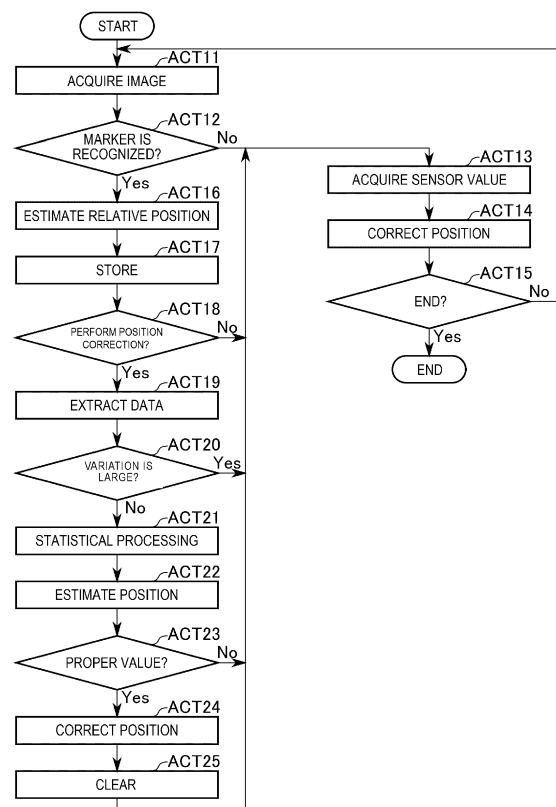 START
ACT11
ACQUIRE IMAGE
ACT12
MARKER IS
RECOGNIZED?
No
Yes
ACT16
ESTIMATE RELATIVE POSITION
ACT17
STORE
ACT18
PERFORM POSITION
CORRECTION?
No
Yes
ACT19
EXTRACT DATA
ACT20
VARIATION IS
LARGE?
Yes
No
ACT21
STATISTICAL PROCESSING
ACT22
ESTIMATE POSITION
ACT23
PROPER VALUE?
No
Yes
ACT24
CORRECT POSITION
ACT25
CLEAR
ACT13
ACQUIRE SENSOR VALUE
ACT14
CORRECT POSITION
ACT15
END?
No
Yes
END